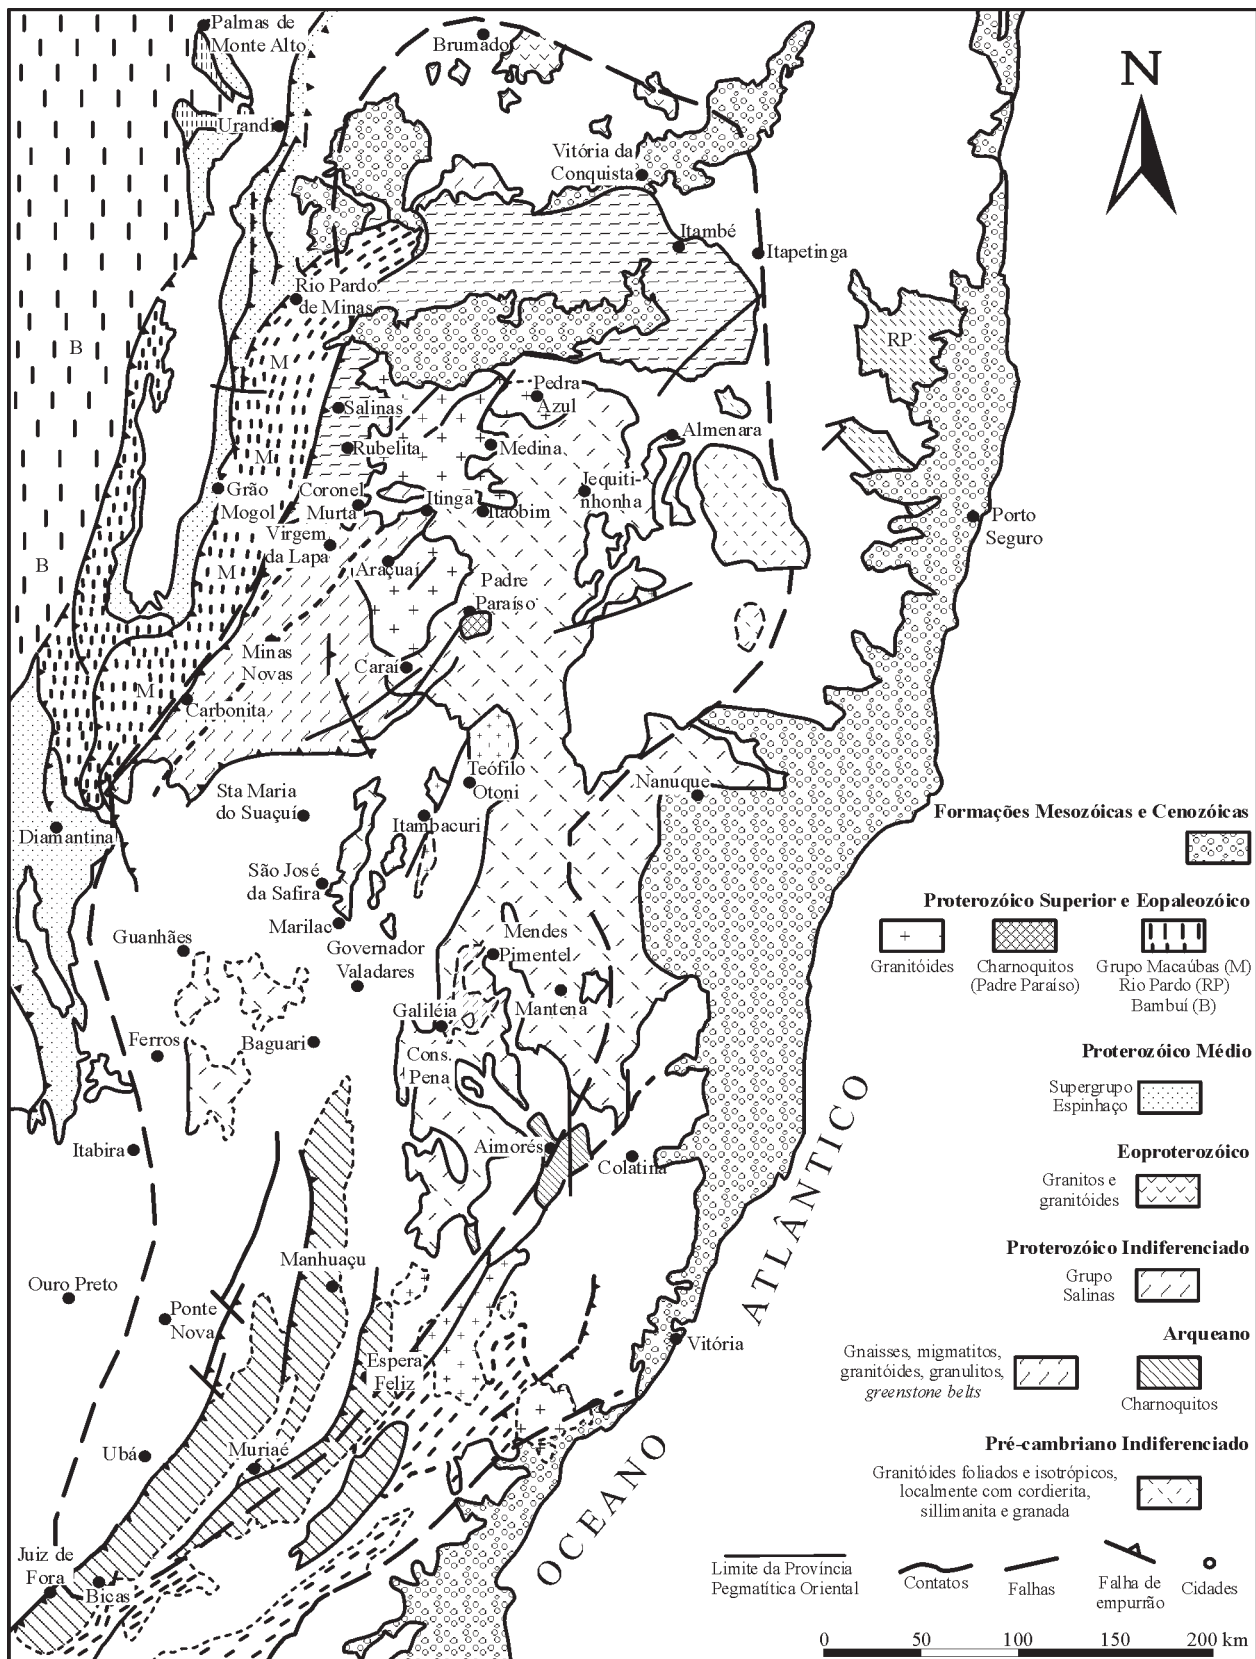 Palmas de
Monte Alto
Brumado
N
Urandi
Vitória da
Conquista
Itambé
Itapetinga
Rio Pardo
de Minas
B
M
RP
Pedra
Azul
Salinas
Almenara
Rubelita
Medina
M
Jequiti-
nhonha
Grão
Mogol
Coronel
Murta
Itinga
Itaobim
Porto
Seguro
Virgem
da Lapa
B
M
Araçuaí
Padre
Paraíso
Minas
Novas
Caraí
M
Carbonita
Teófilo
Otoni
Nanuque
Sta Maria
do Suaçuí
Itambacuri
Diamantina
São José
da Safira
Marilac
Guanhães
Governador
Valadares
Mendes
Pimentel
Galiléia
Mantena
Ferros
Baguari
Cons.
Pena
Itabira
Aimorés
Colatina
Manhuaçu
Ouro Preto
Ponte
Nova
Vitória
Espera
Feliz
Ubá
Muriaé
Juiz de
Fora
Bicas
OCEANO
ATLÂNTICO
Formações Mesozóicas e Cenozóicas
Proterozóico Superior e Eopaleozóico
Granitóides
Charnoquitos
(Padre Paraíso)
Grupo Macaúbas (M)
Rio Pardo (RP)
Bambuí (B)
Proterozóico Médio
Supergrupo
Espinhaço
Eoproterozóico
Granitos e
granitóides
Proterozóico Indiferenciado
Grupo
Salinas
Arqueano
Gnaisses, migmatitos,
granitóides, granulitos,
greenstone belts
Charnoquitos
Pré-cambriano Indiferenciado
Granitóides foliados e isotrópicos,
localmente com cordierita,
sillimanita e granada
Limite da Província
Pegmatítica Oriental
Contatos
Falhas
Falha de
empurrão
Cidades
0 50 100 150 200 km